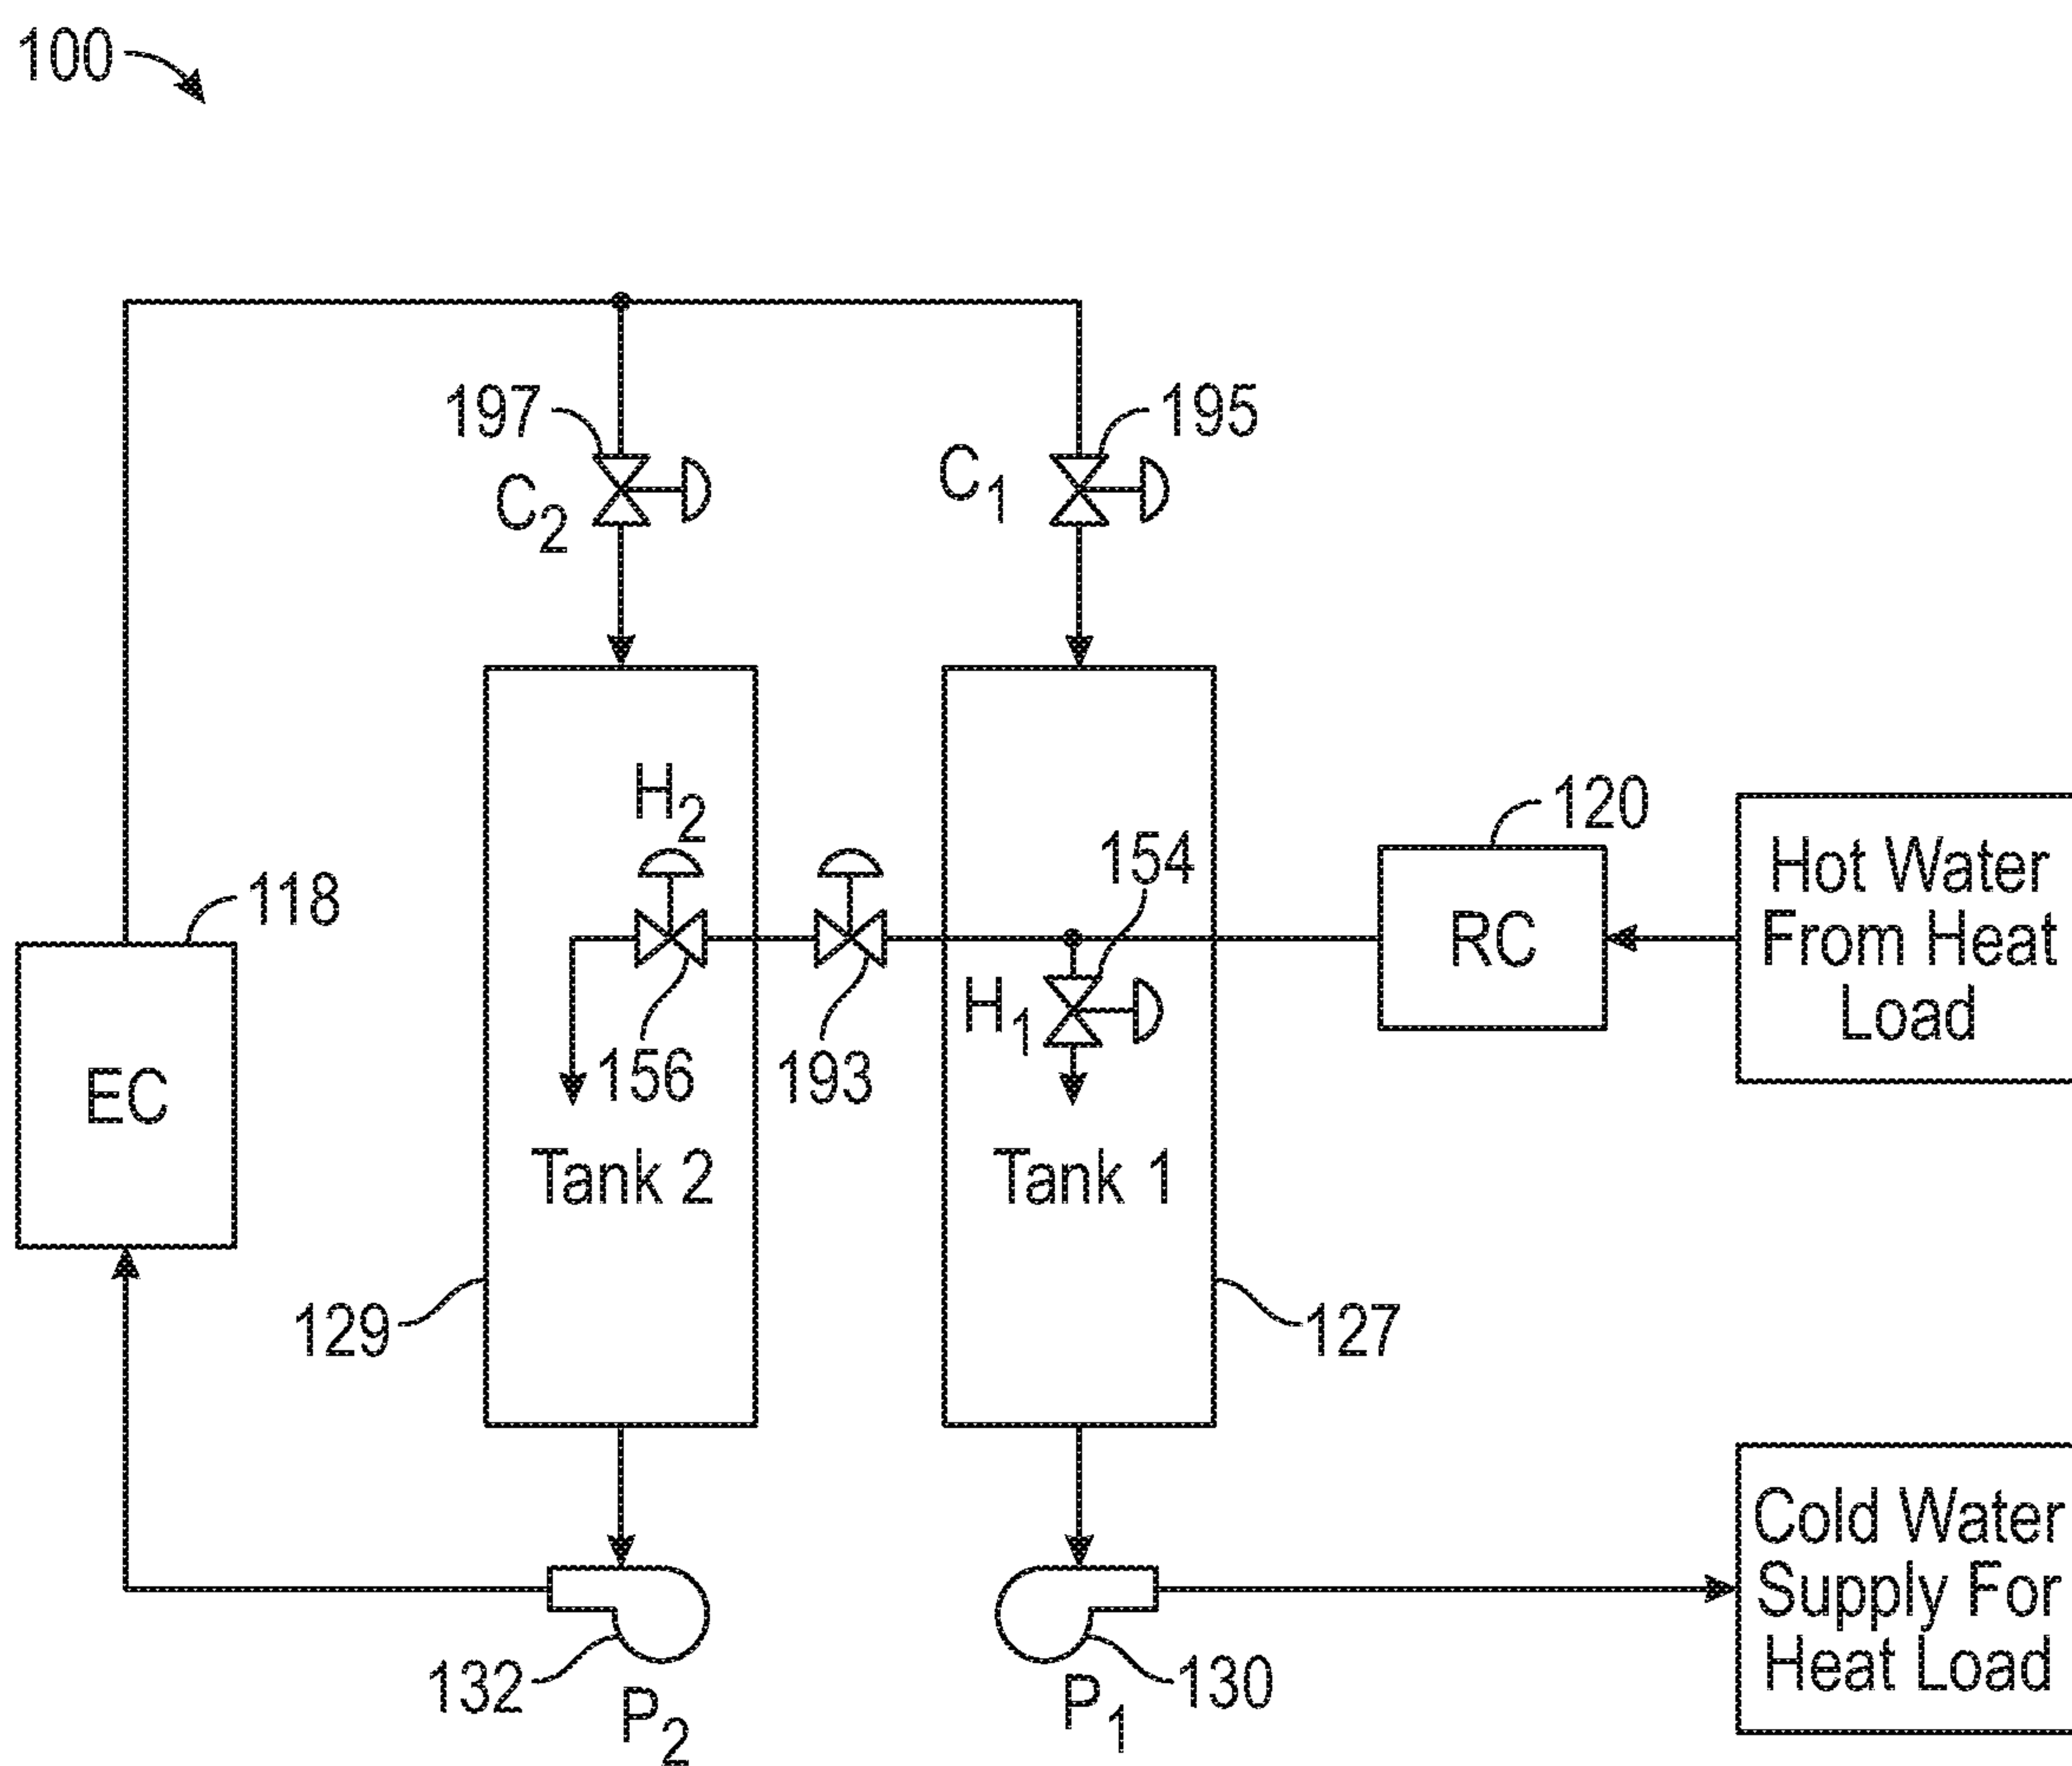 100
197
195
C1
C2
H2
120
154
Hot Water
From Heat
Load
118
RC
H1
156
193
EC
Tank 2
Tank 1
129
127
Cold Water
Supply For
Heat Load
132
130
P2
P1